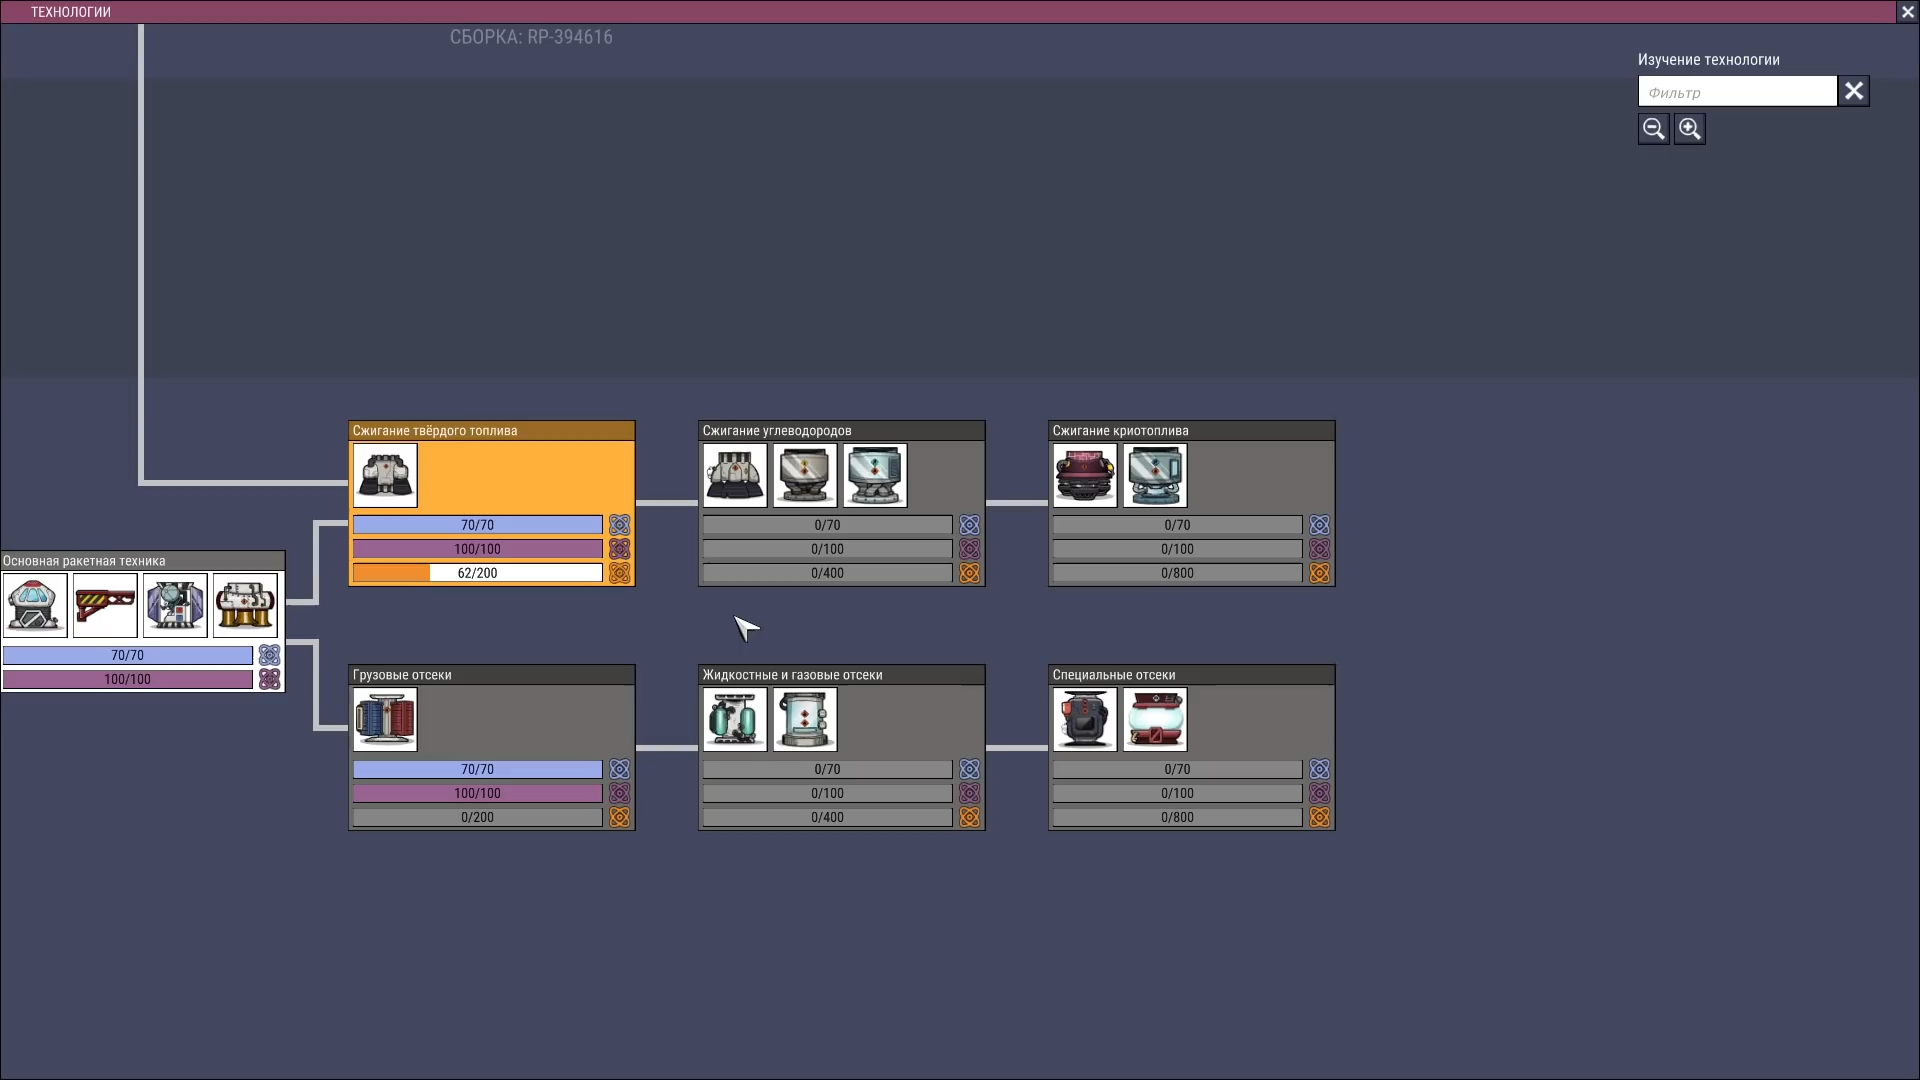 ТЕХНОЛОГИИ
СБОРКА: RP-394616
Изучение технологии
Фильтр
Сжигание твёрдого топлива
70/70
100/100
62/200
Сжигание углеводородов
0/70
0/100
0/400
Сжигание криотоплива
0/70
0/100
0/800
Основная ракетная техника
70/70
100/100
Грузовые отсеки
70/70
100/100
0/200
Жидкостные и газовые отсеки
0/70
0/100
0/400
Специальные отсеки
0/70
0/100
0/800